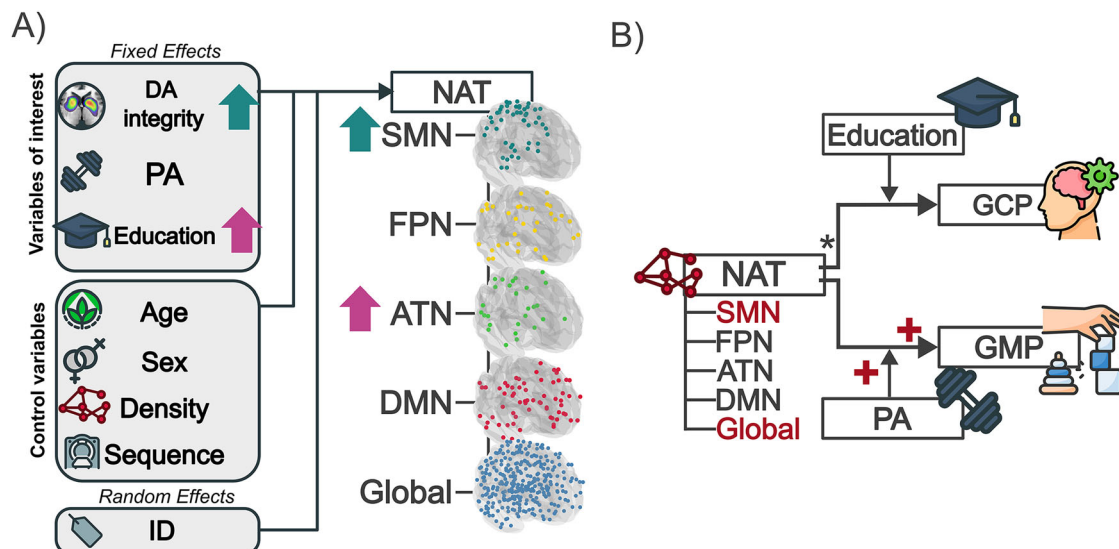 A)
Fixed Effects
Variables of interest
DA
integrity
PA
Education
Control variables
Age
Sex
Density
Sequence
Random Effects
ID
NAT
SMN
FPN
ATN
DMN
Global
B)
Education
GCP
*
NAT
SMN
FPN
ATN
DMN
Global
+
GMP
+
PA